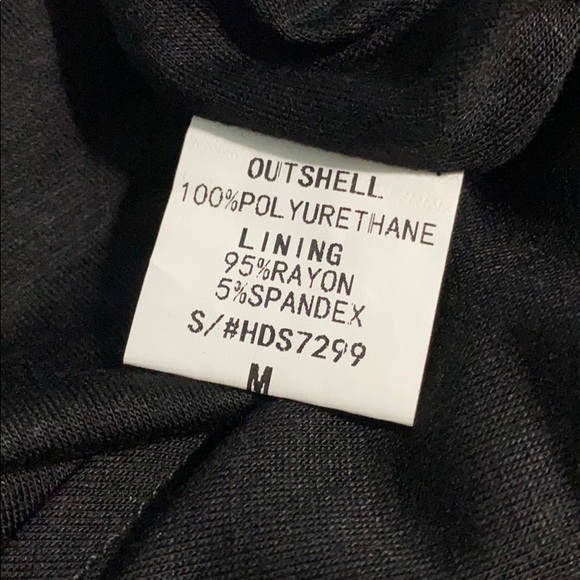 OUTSHELL
100%POLYURETHANE
LINING
95%RAYON
5%SPANDEX
S/#HDS7299
M